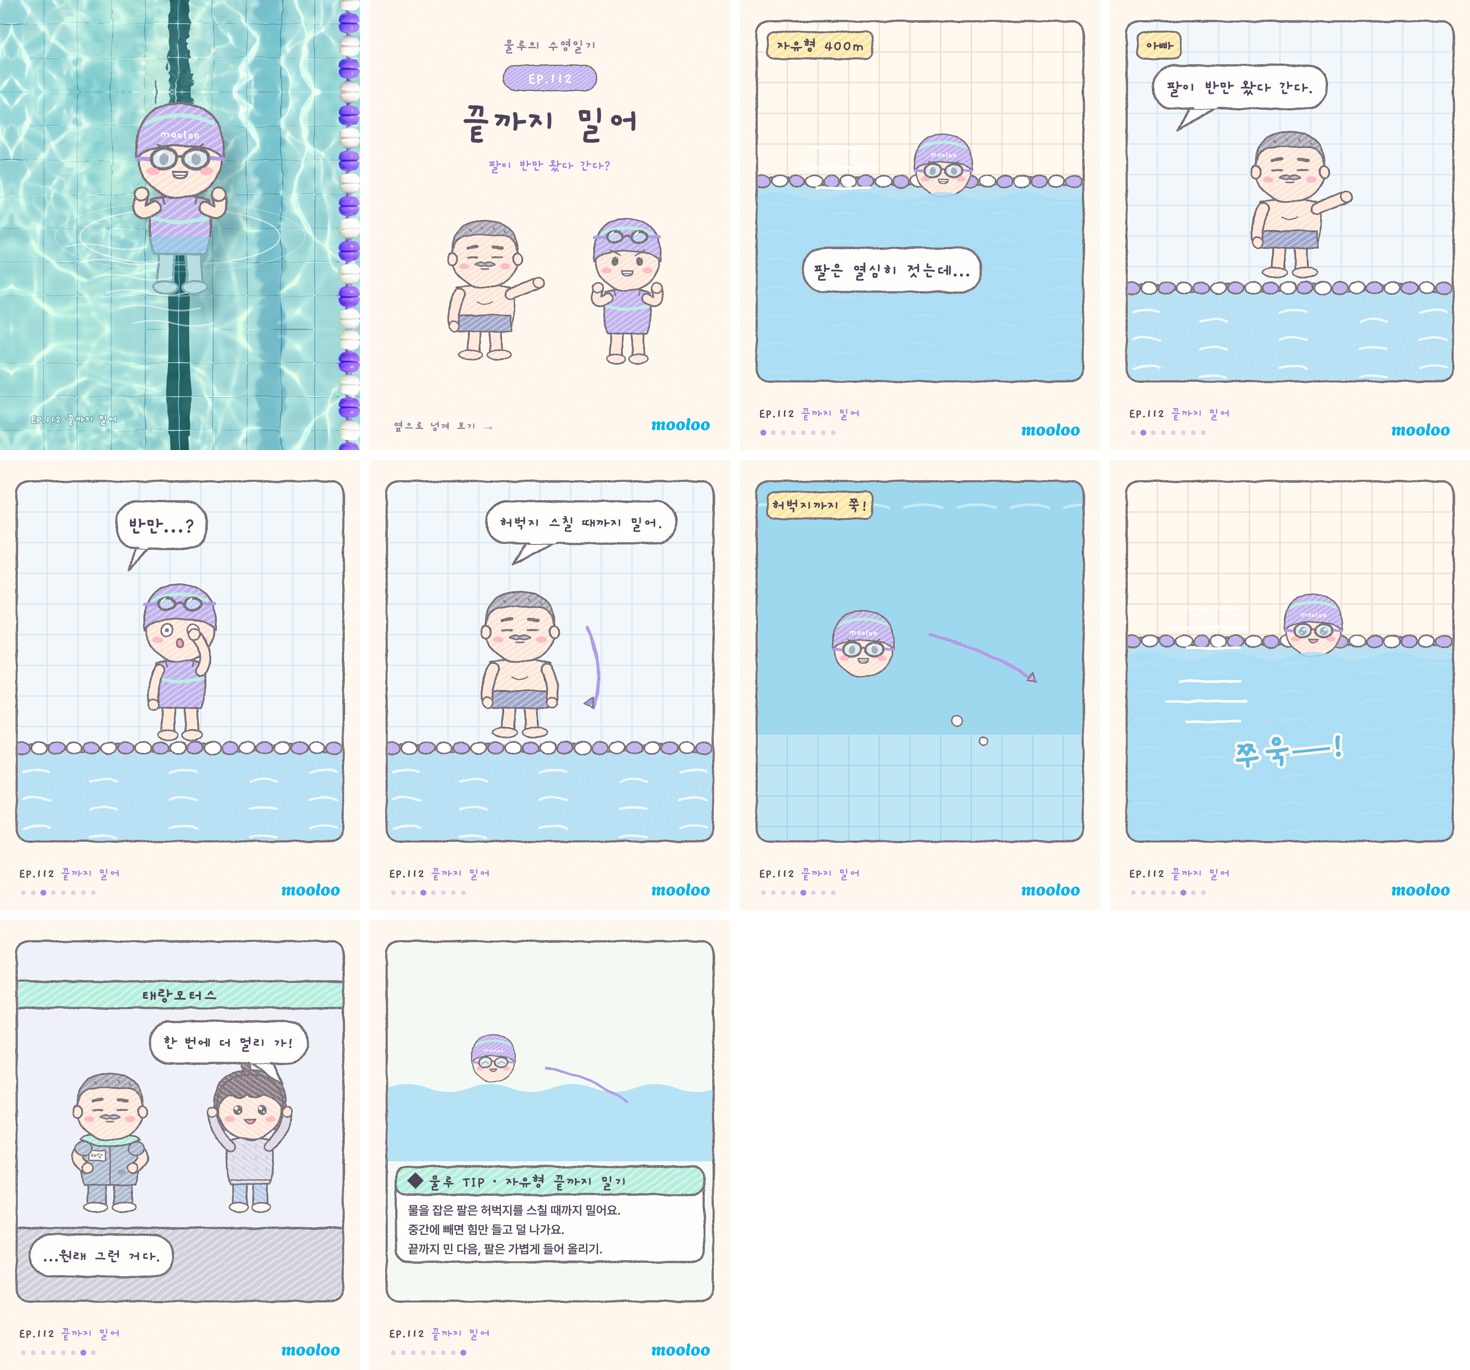 mooloo
EP.112 끝까지 밀어
물루의 수영일기
EP.112
끝까지 밀어
팔이 반만 왔다 간다?
옆으로 넘겨 보기 →
mooloo
자유형 400m
mooloo
팔은 열심히 젓는데...
EP.112 끝까지 밀어
mooloo
아빠
팔이 반만 왔다 간다.
EP.112 끝까지 밀어
mooloo
반만...?
EP.112 끝까지 밀어
mooloo
허벅지 스칠 때까지 밀어.
EP.112 끝까지 밀어
mooloo
허벅지까지 쭉!
mooloo
EP.112 끝까지 밀어
mooloo
mooloo
쭈욱—!
EP.112 끝까지 밀어
mooloo
태랑모터스
한 번에 더 멀리 가!
태랑
...원래 그런 거다.
EP.112 끝까지 밀어
mooloo
mooloo
◆ 물루 TIP · 자유형 끝까지 밀기
물을 잡은 팔은 허벅지를 스칠 때까지 밀어요.
중간에 빼면 힘만 들고 덜 나가요.
끝까지 민 다음, 팔은 가볍게 들어 올리기.
EP.112 끝까지 밀어
mooloo